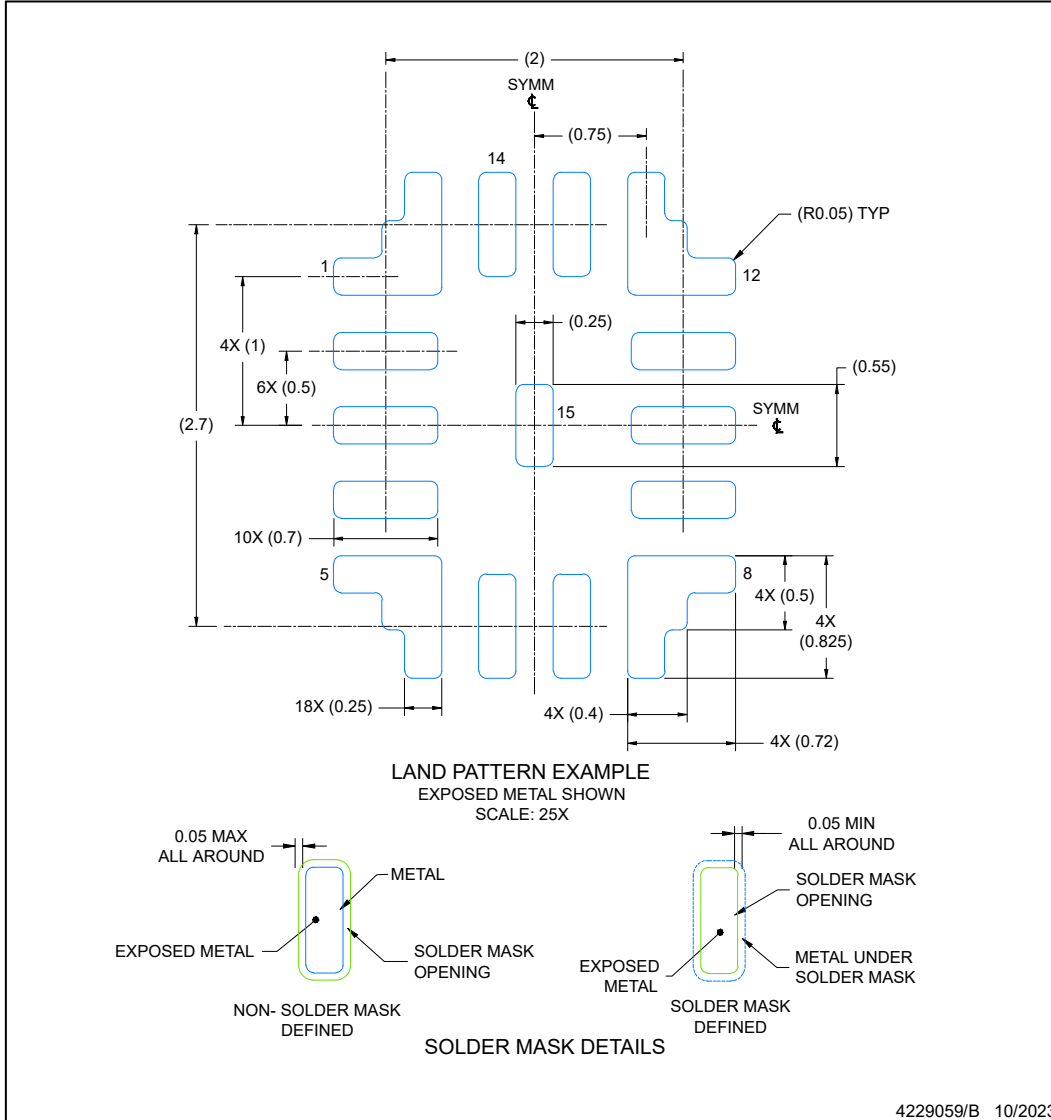 (2)
SYMM
℄
(0.75)
14
(R0.05) TYP
1
12
(0.25)
4X (1)
(0.55)
6X (0.5)
15
SYMM
℄
(2.7)
10X (0.7)
5
8
4X (0.5)
4X
(0.825)
18X (0.25)
4X (0.4)
4X (0.72)
LAND PATTERN EXAMPLE
EXPOSED METAL SHOWN
SCALE: 25X
0.05 MAX
ALL AROUND
METAL
EXPOSED METAL
SOLDER MASK
OPENING
NON- SOLDER MASK
DEFINED
0.05 MIN
ALL AROUND
SOLDER MASK
OPENING
EXPOSED
METAL
METAL UNDER
SOLDER MASK
SOLDER MASK
DEFINED
SOLDER MASK DETAILS
4229059/B 10/2023